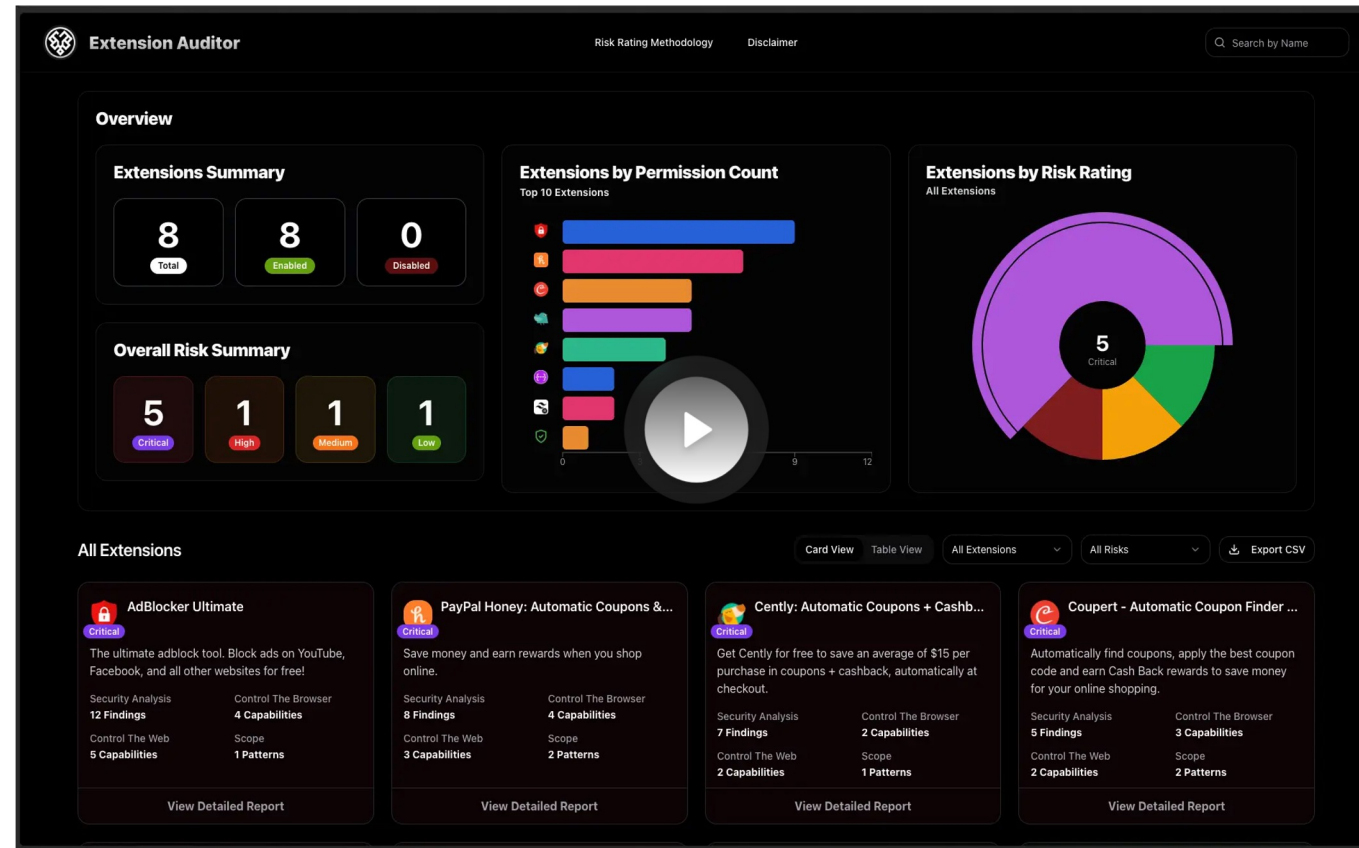 Extension Auditor
Risk Rating Methodology
Disclaimer
Search by Name
Overview
Extensions Summary
8
Total
8
Enabled
0
Disabled
Overall Risk Summary
5
Critical
1
High
1
Medium
1
Low
Extensions by Permission Count
Top 10 Extensions
0
9
12
Extensions by Risk Rating
All Extensions
5
Critical
All Extensions
Card View
Table View
All Extensions
All Risks
Export CSV
AdBlocker Ultimate
Critical
The ultimate adblock tool. Block ads on YouTube,
Facebook, and all other websites for free!
Security Analysis
12 Findings
Control The Browser
4 Capabilities
Control The Web
5 Capabilities
Scope
1 Patterns
View Detailed Report
PayPal Honey: Automatic Coupons &...
Critical
Save money and earn rewards when you shop
online.
Security Analysis
8 Findings
Control The Browser
4 Capabilities
Control The Web
3 Capabilities
Scope
2 Patterns
View Detailed Report
Cently: Automatic Coupons + Cashb...
Critical
Get Cently for free to save an average of $15 per
purchase in coupons + cashback, automatically at
checkout.
Security Analysis
7 Findings
Control The Browser
2 Capabilities
Control The Web
2 Capabilities
Scope
1 Patterns
View Detailed Report
Coupert - Automatic Coupon Finder ...
Critical
Automatically find coupons, apply the best coupon
code and earn Cash Back rewards to save money
for your online shopping.
Security Analysis
5 Findings
Control The Browser
3 Capabilities
Control The Web
2 Capabilities
Scope
2 Patterns
View Detailed Report